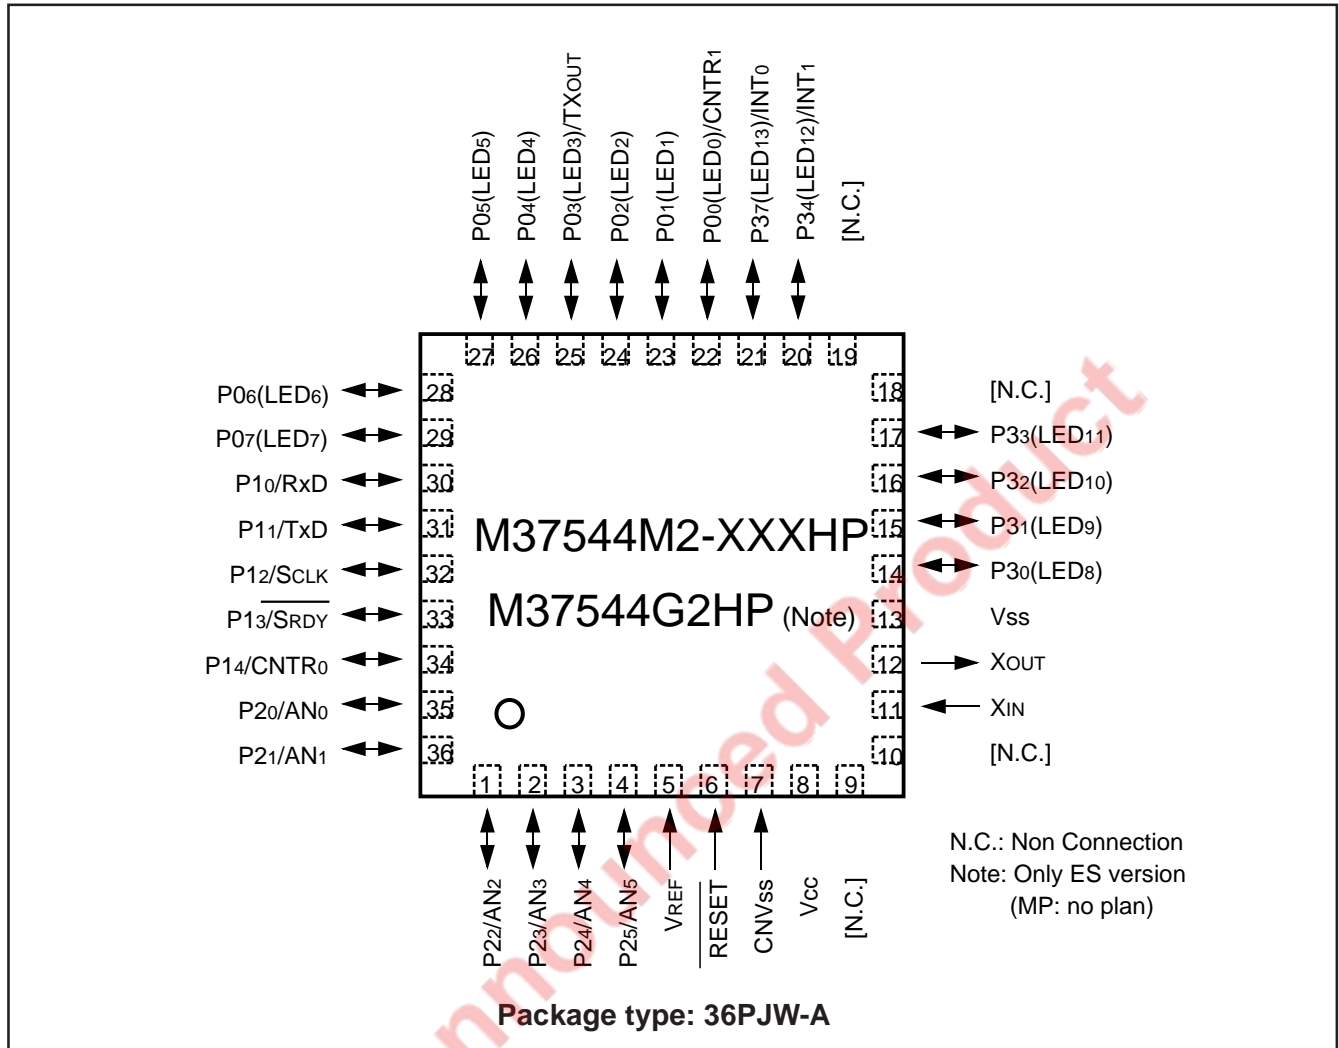 P05(LED5)
P04(LED4)
P03(LED3)/TXOUT
P02(LED2)
P01(LED1)
P00(LED0)/CNTR1
P37(LED13)/INT0
P34(LED12)/INT1
[N.C.]
27 26 25 24 23 22 21 20 19
P06(LED6) 28
P07(LED7) 29
P10/RxD 30
P11/TxD 31
P12/SCLK 32
P13/SRDY 33
P14/CNTR0 34
P20/AN0 35
P21/AN1 36
18 [N.C.]
17 P33(LED11)
16 P32(LED10)
15 P31(LED9)
14 P30(LED8)
13 Vss
12 XOUT
11 XIN
10 [N.C.]
M37544M2-XXXHP
M37544G2HP (Note)
1 2 3 4 5 6 7 8 9
P22/AN2
P23/AN3
P24/AN4
P25/AN5
VREF
RESET
CNVss
Vcc
[N.C.]
N.C.: Non Connection
Note: Only ES version
(MP: no plan)
Package type: 36PJW-A
nnounced Product